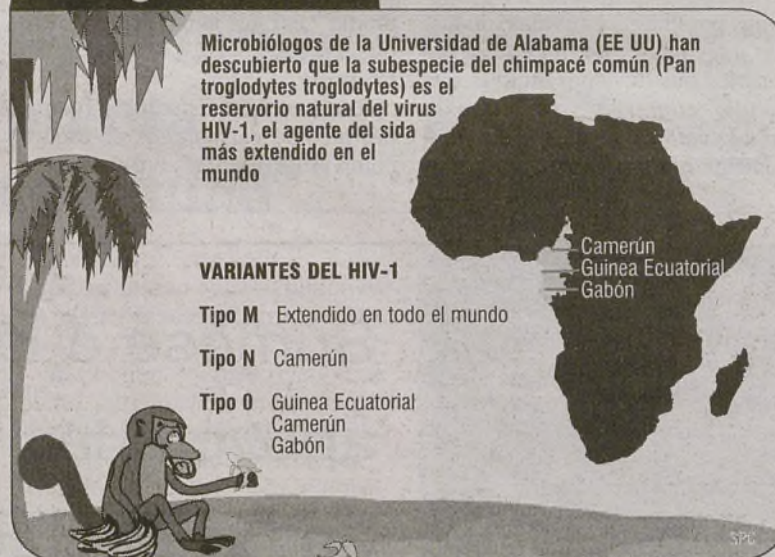 Microbiólogos de la Universidad de Alabama (EE UU) han
descubierto que la subespecie del chimpacé común (Pan
troglodytes troglodytes) es el
reservorio natural del virus
HIV-1, el agente del sida
más extendido en el
mundo
Camerún
Guinea Ecuatorial
Gabón
VARIANTES DEL HIV-1
Tipo M Extendido en todo el mundo
Tipo N Camerún
Tipo O Guinea Ecuatorial
Camerún
Gabón
SPC